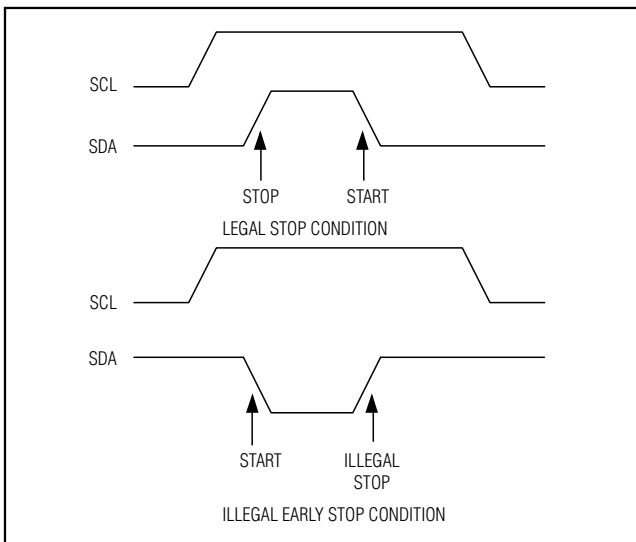 SCL
SDA
STOP START
LEGAL STOP CONDITION
SCL
SDA
START ILLEGAL
STOP
ILLEGAL EARLY STOP CONDITION